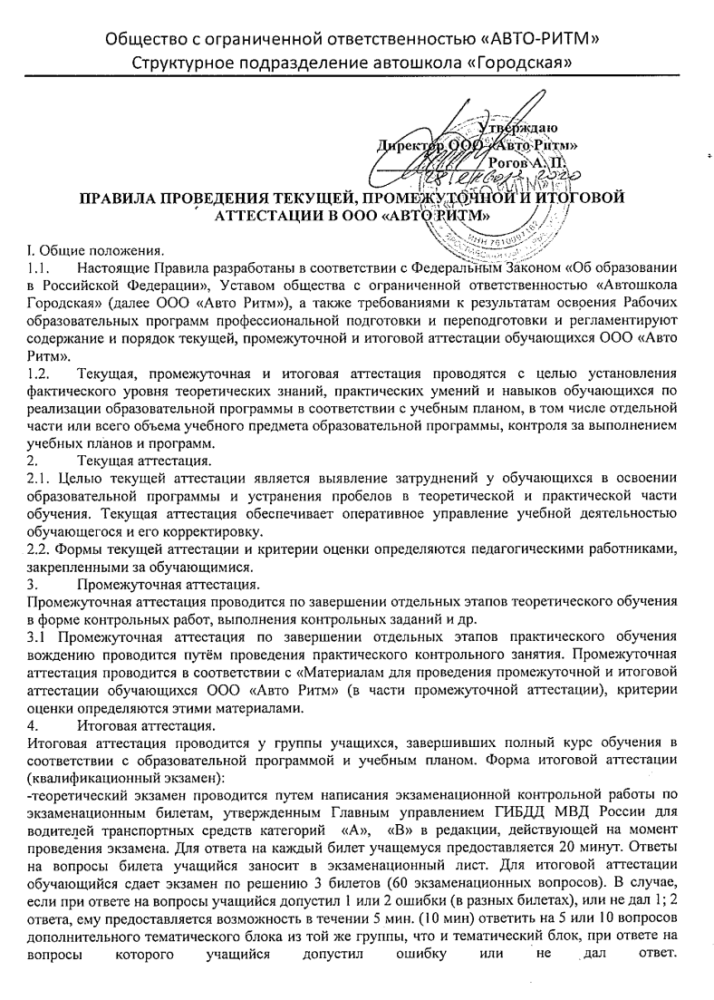 Общество с ограниченной ответственностью «АВТО-РИТМ»
Структурное подразделение автошкола «Городская»
Утверждаю
Директор ООО «Авто Ритм»
Рогов А. П.
28 января 2020
ПРАВИЛА ПРОВЕДЕНИЯ ТЕКУЩЕЙ, ПРОМЕЖУТОЧНОЙ И ИТОГОВОЙ
АТТЕСТАЦИИ В ООО «АВТО РИТМ»
I. Общие положения.
1.1. Настоящие Правила разработаны в соответствии с Федеральным Законом «Об образовании
в Российской Федерации», Уставом общества с ограниченной ответственностью «Автошкола
Городская» (далее ООО «Авто Ритм»), а также требованиями к результатам освоения Рабочих
образовательных программ профессиональной подготовки и переподготовки и регламентируют
содержание и порядок текущей, промежуточной и итоговой аттестации обучающихся ООО «Авто
Ритм».
1.2. Текущая, промежуточная и итоговая аттестация проводятся с целью установления
фактического уровня теоретических знаний, практических умений и навыков обучающихся по
реализации образовательной программы в соответствии с учебным планом, в том числе отдельной
части или всего объема учебного предмета образовательной программы, контроля за выполнением
учебных планов и программ.
2. Текущая аттестация.
2.1. Целью текущей аттестации является выявление затруднений у обучающихся в освоении
образовательной программы и устранения пробелов в теоретической и практической части
обучения. Текущая аттестация обеспечивает оперативное управление учебной деятельностью
обучающегося и его корректировку.
2.2. Формы текущей аттестации и критерии оценки определяются педагогическими работниками,
закрепленными за обучающимися.
3. Промежуточная аттестация.
Промежуточная аттестация проводится по завершении отдельных этапов теоретического обучения
в форме контрольных работ, выполнения контрольных заданий и др.
3.1 Промежуточная аттестация по завершении отдельных этапов практического обучения
вождению проводится путём проведения практического контрольного занятия. Промежуточная
аттестация проводится в соответствии с «Материалам для проведения промежуточной и итоговой
аттестации обучающихся ООО «Авто Ритм» (в части промежуточной аттестации), критерии
оценки определяются этими материалами.
4. Итоговая аттестация.
Итоговая аттестация проводится у группы учащихся, завершивших полный курс обучения в
соответствии с образовательной программой и учебным планом. Форма итоговой аттестации
(квалификационный экзамен):
-теоретический экзамен проводится путем написания экзаменационной контрольной работы по
экзаменационным билетам, утвержденным Главным управлением ГИБДД МВД России для
водителей транспортных средств категорий «А», «В» в редакции, действующей на момент
проведения экзамена. Для ответа на каждый билет учащемуся предоставляется 20 минут. Ответы
на вопросы билета учащийся заносит в экзаменационный лист. Для итоговой аттестации
обучающийся сдает экзамен по решению 3 билетов (60 экзаменационных вопросов). В случае,
если при ответе на вопросы учащийся допустил 1 или 2 ошибки (в разных билетах), или не дал 1; 2
ответа, ему предоставляется возможность в течении 5 мин. (10 мин) ответить на 5 или 10 вопросов
дополнительного тематического блока из той же группы, что и тематический блок, при ответе на
вопросы которого учащийся допустил ошибку или не дал ответ.